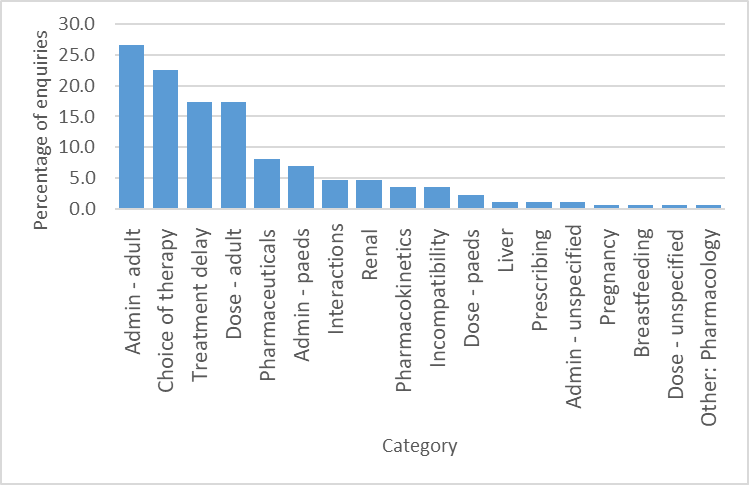 Percentage of enquiries
30.0
25.0
20.0
15.0
10.0
5.0
0.0
Admin - adult
Choice of therapy
Treatment delay
Dose - adult
Pharmaceuticals
Admin - paeds
Interactions
Renal
Pharmacokinetics
Incompatibility
Dose - paeds
Liver
Prescribing
Admin - unspecified
Pregnancy
Breastfeeding
Dose - unspecified
Other: Pharmacology
Category